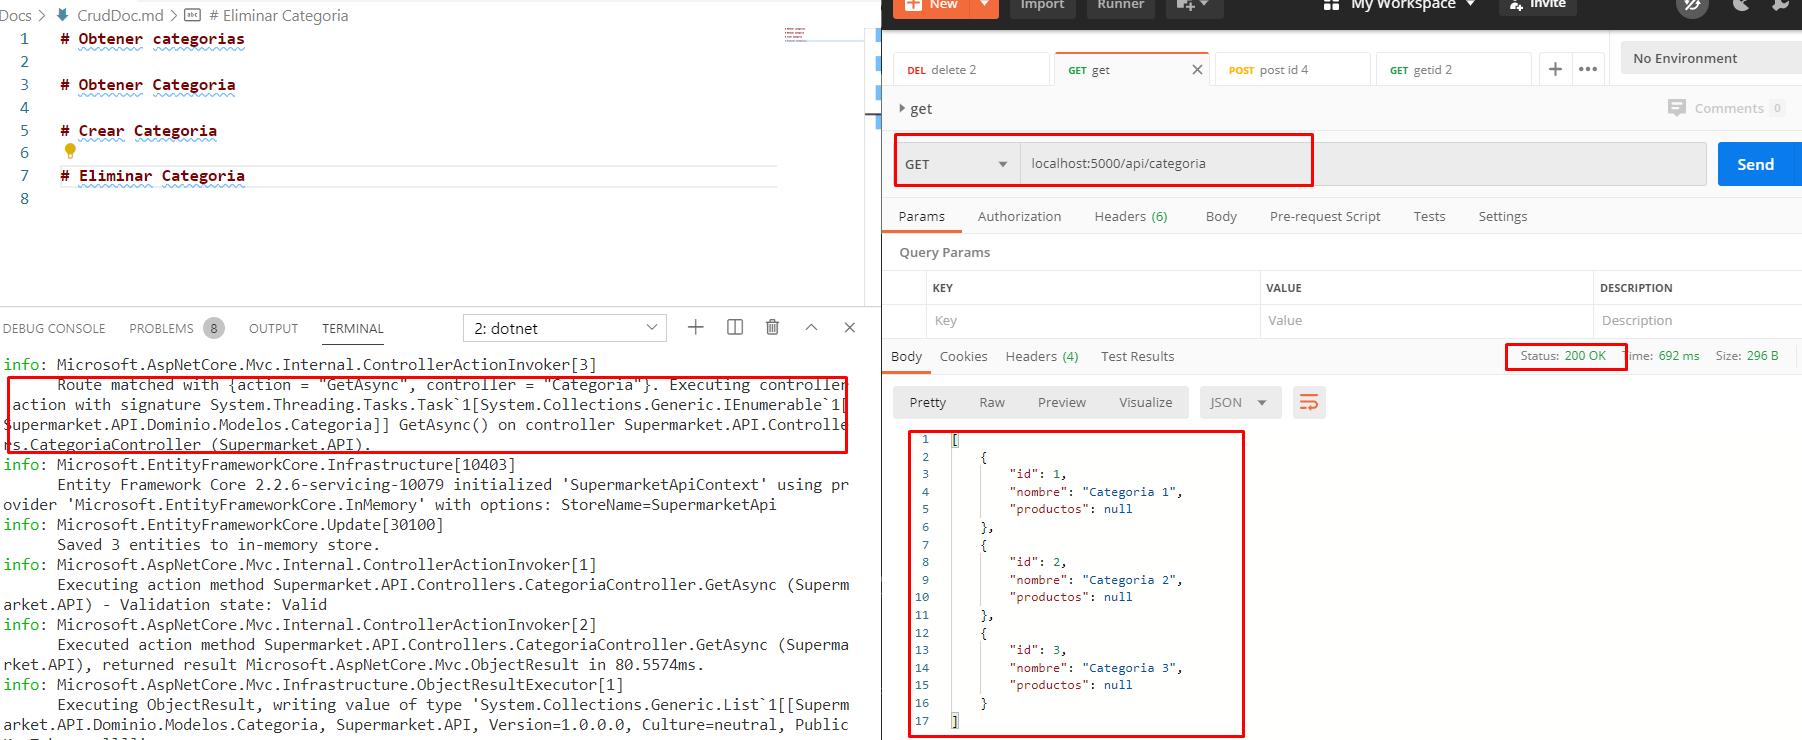 Docs > CrudDoc.md > # Eliminar Categoria
1 # Obtener categorias
2
3 # Obtener Categoria
4
5 # Crear Categoria
6
7 # Eliminar Categoria
8
DEBUG CONSOLE PROBLEMS 8 OUTPUT TERMINAL 2: dotnet
info: Microsoft.AspNetCore.Mvc.Internal.ControllerActionInvoker[3]
Route matched with {action = "GetAsync", controller = "Categoria"}. Executing controller
action with signature System.Threading.Tasks.Task`1[System.Collections.Generic.IEnumerable`1[
Supermarket.API.Dominio.Modelos.Categoria]] GetAsync() on controller Supermarket.API.Controlle
rs.CategoriaController (Supermarket.API).
info: Microsoft.EntityFrameworkCore.Infrastructure[10403]
Entity Framework Core 2.2.6-servicing-10079 initialized 'SupermarketApiContext' using pr
ovider 'Microsoft.EntityFrameworkCore.InMemory' with options: StoreName=SupermarketApi
info: Microsoft.EntityFrameworkCore.Update[30100]
Saved 3 entities to in-memory store.
info: Microsoft.AspNetCore.Mvc.Internal.ControllerActionInvoker[1]
Executing action method Supermarket.API.Controllers.CategoriaController.GetAsync (Superm
arket.API) - Validation state: Valid
info: Microsoft.AspNetCore.Mvc.Internal.ControllerActionInvoker[2]
Executed action method Supermarket.API.Controllers.CategoriaController.GetAsync (Superma
rket.API), returned result Microsoft.AspNetCore.Mvc.ObjectResult in 80.5574ms.
info: Microsoft.AspNetCore.Mvc.Infrastructure.ObjectResultExecutor[1]
Executing ObjectResult, writing value of type 'System.Collections.Generic.List`1[[Superm
arket.API.Dominio.Modelos.Categoria, Supermarket.API, Version=1.0.0.0, Culture=neutral, Public
New Import Runner My Workspace Invite
DEL delete 2 GET get POST post id 4 GET getid 2 No Environment
get Comments 0
GET localhost:5000/api/categoria Send
Params Authorization Headers (6) Body Pre-request Script Tests Settings
Query Params
KEY VALUE DESCRIPTION
Key Value Description
Body Cookies Headers (4) Test Results Status: 200 OK Time: 692 ms Size: 296 B
Pretty Raw Preview Visualize JSON
1 [
2 {
3 "id": 1,
4 "nombre": "Categoria 1",
5 "productos": null
6 },
7 {
8 "id": 2,
9 "nombre": "Categoria 2",
10 "productos": null
11 },
12 {
13 "id": 3,
14 "nombre": "Categoria 3",
15 "productos": null
16 }
17 ]